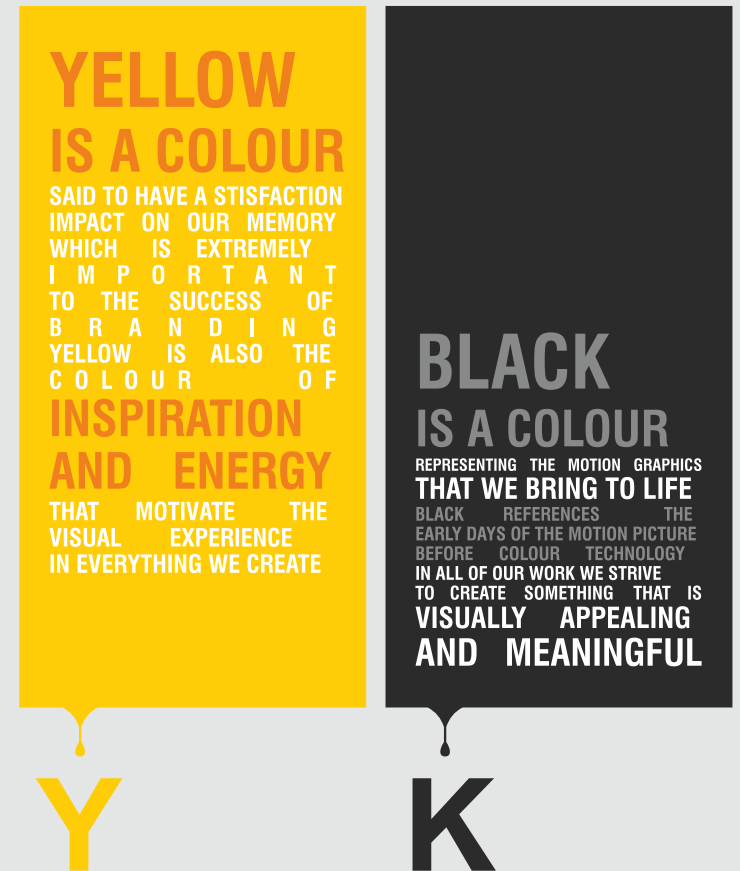 YELLOW
IS A COLOUR
SAID TO HAVE A STISFACTION
IMPACT ON OUR MEMORY
WHICH IS EXTREMELY
IMPORTANT
TO THE SUCCESS OF
BRANDING
YELLOW IS ALSO THE
COLOUR OF
INSPIRATION
AND ENERGY
THAT MOTIVATE THE
VISUAL EXPERIENCE
IN EVERYTHING WE CREATE
Y
BLACK
IS A COLOUR
REPRESENTING THE MOTION GRAPHICS
THAT WE BRING TO LIFE
BLACK REFERENCES THE
EARLY DAYS OF THE MOTION PICTURE
BEFORE COLOUR TECHNOLOGY
IN ALL OF OUR WORK WE STRIVE
TO CREATE SOMETHING THAT IS
VISUALLY APPEALING
AND MEANINGFUL
K